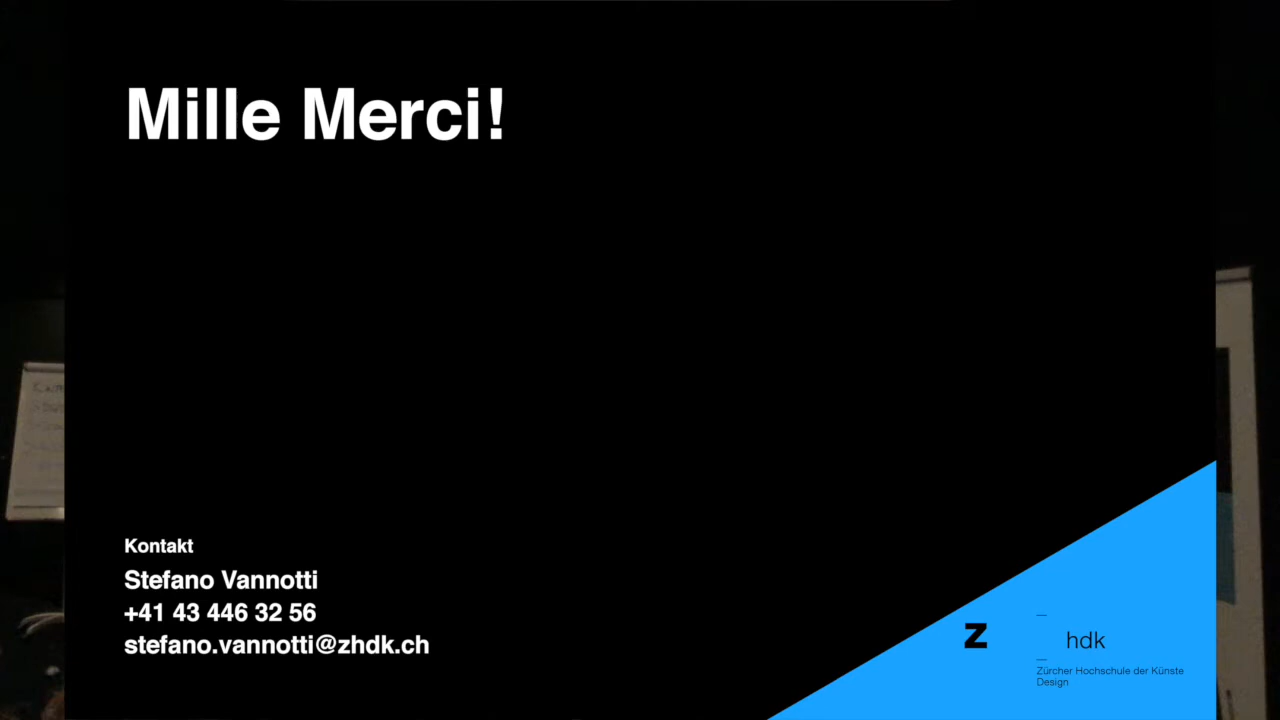 Mille Merci!
Kontakt
Stefano Vannotti
+41 43 446 32 56
stefano.vannotti@zhdk.ch
z hdk
Zürcher Hochschule der Künste
Design